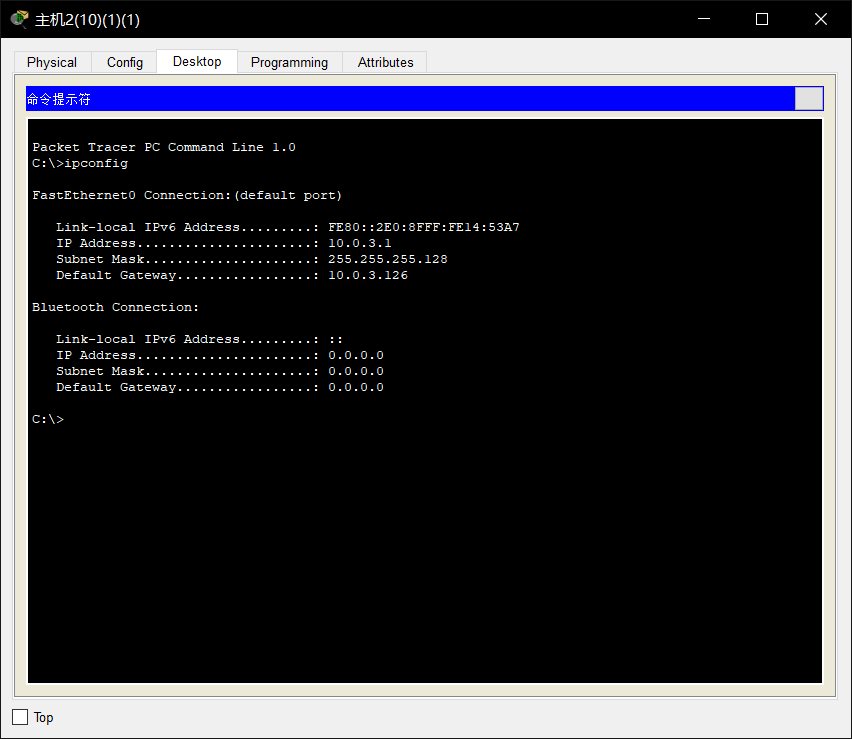 主机2(10)(1)(1)
Physical Config Desktop Programming Attributes
命令提示符
Packet Tracer PC Command Line 1.0
C:\>ipconfig
FastEthernet0 Connection:(default port)
Link-local IPv6 Address.........: FE80::2E0:8FFF:FE14:53A7
IP Address......................: 10.0.3.1
Subnet Mask.....................: 255.255.255.128
Default Gateway.................: 10.0.3.126
Bluetooth Connection:
Link-local IPv6 Address.........: ::
IP Address......................: 0.0.0.0
Subnet Mask.....................: 0.0.0.0
Default Gateway.................: 0.0.0.0
C:\>
Top